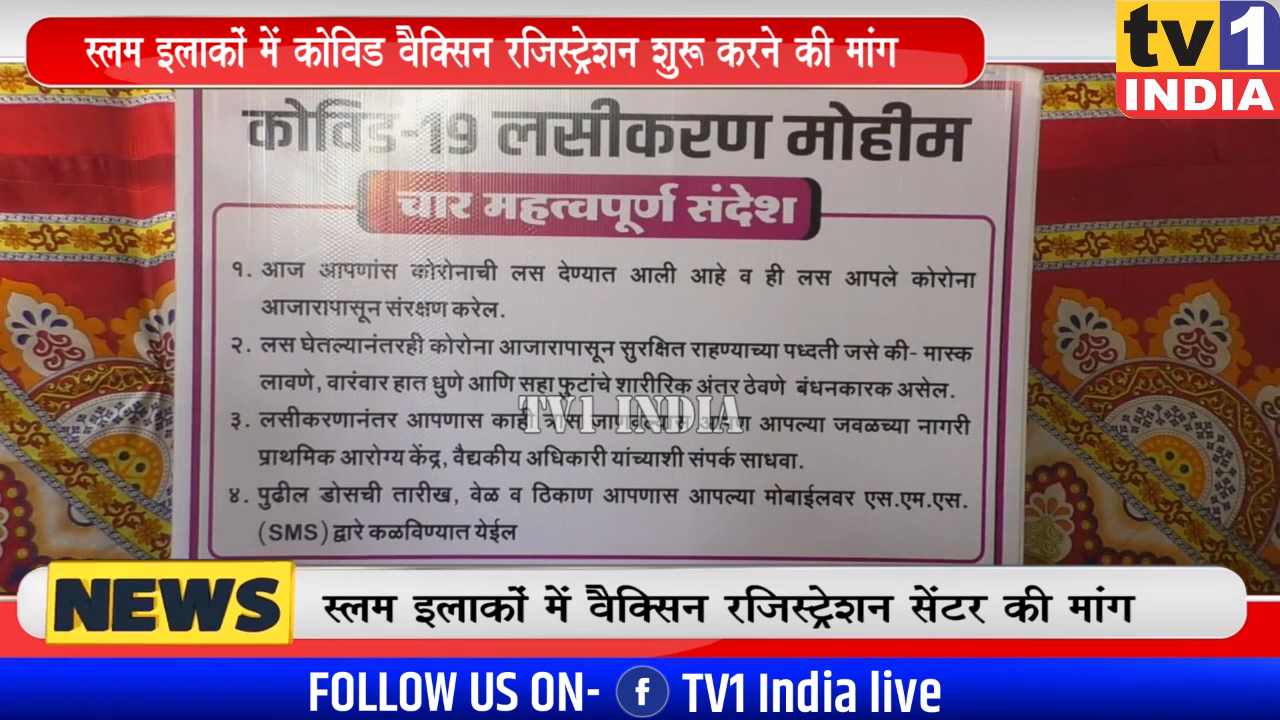 स्लम इलाकों में कोविड वैक्सिन रजिस्ट्रेशन शुरू करने की मांग
tv1
INDIA
कोविड-19 लसीकरण मोहीम
चार महत्वपूर्ण संदेश
१. आज आपणांस कोरोनाची लस देण्यात आली आहे व ही लस आपले कोरोना
आजारापासून संरक्षण करेल.
२. लस घेतल्यानंतरही कोरोना आजारापासून सुरक्षित राहण्याच्या पध्दती जसे की- मास्क
लावणे, वारंवार हात धुणे आणि सहा फुटांचे शारीरिक अंतर ठेवणे बंधनकारक असेल.
TV1 INDIA
३. लसीकरणानंतर आपणास काही आपल्या जवळच्या नागरी
प्राथमिक आरोग्य केंद्र, वैद्यकीय अधिकारी यांच्याशी संपर्क साधवा.
४. पुढील डोसची तारीख, वेळ व ठिकाण आपणास आपल्या मोबाईलवर एस.एम.एस.
(SMS) द्वारे कळविण्यात येईल
NEWS
स्लम इलाकों में वैक्सिन रजिस्ट्रेशन सेंटर की मांग
FOLLOW US ON- f TV1 India live